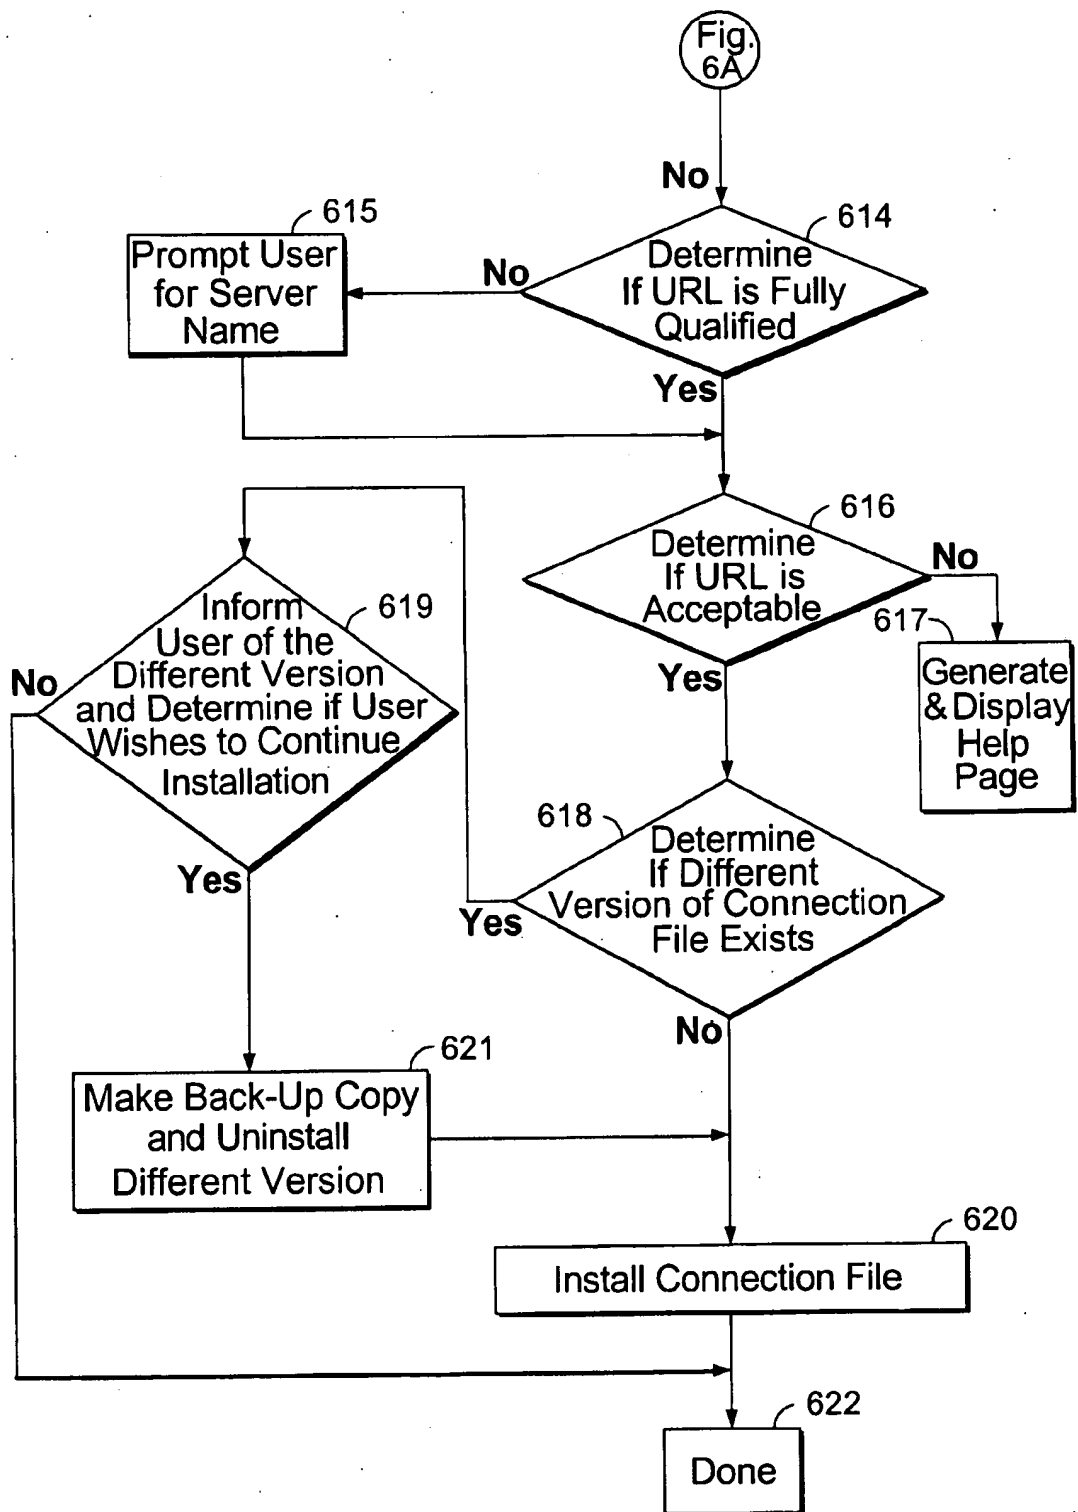 Fig.
6A
No
614
Determine
If URL is Fully
Qualified
No
615
Prompt User
for Server
Name
Yes
616
Determine
If URL is
Acceptable
No
617
Generate
& Display
Help
Page
Yes
618
Determine
If Different
Version of Connection
File Exists
Yes
619
Inform
User of the
Different Version
and Determine if User
Wishes to Continue
Installation
No
Yes
621
Make Back-Up Copy
and Uninstall
Different Version
No
620
Install Connection File
622
Done